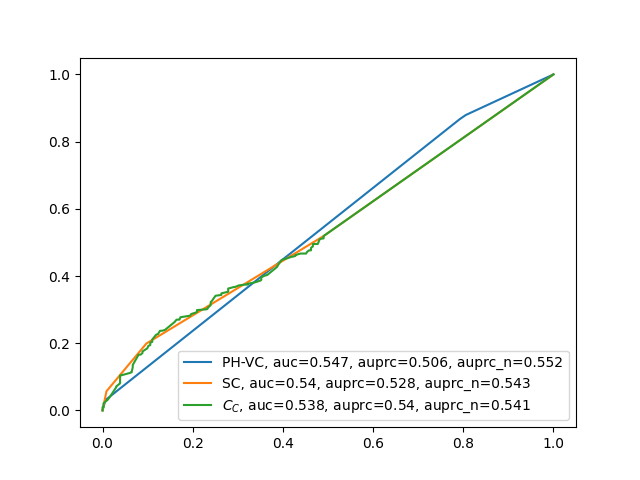 1.0
0.8
0.6
0.4
0.2
0.0
PH-VC, auc=0.547, auprc=0.506, auprc_n=0.552
SC, auc=0.54, auprc=0.528, auprc_n=0.543
C_C, auc=0.538, auprc=0.54, auprc_n=0.541
0.0 0.2 0.4 0.6 0.8 1.0